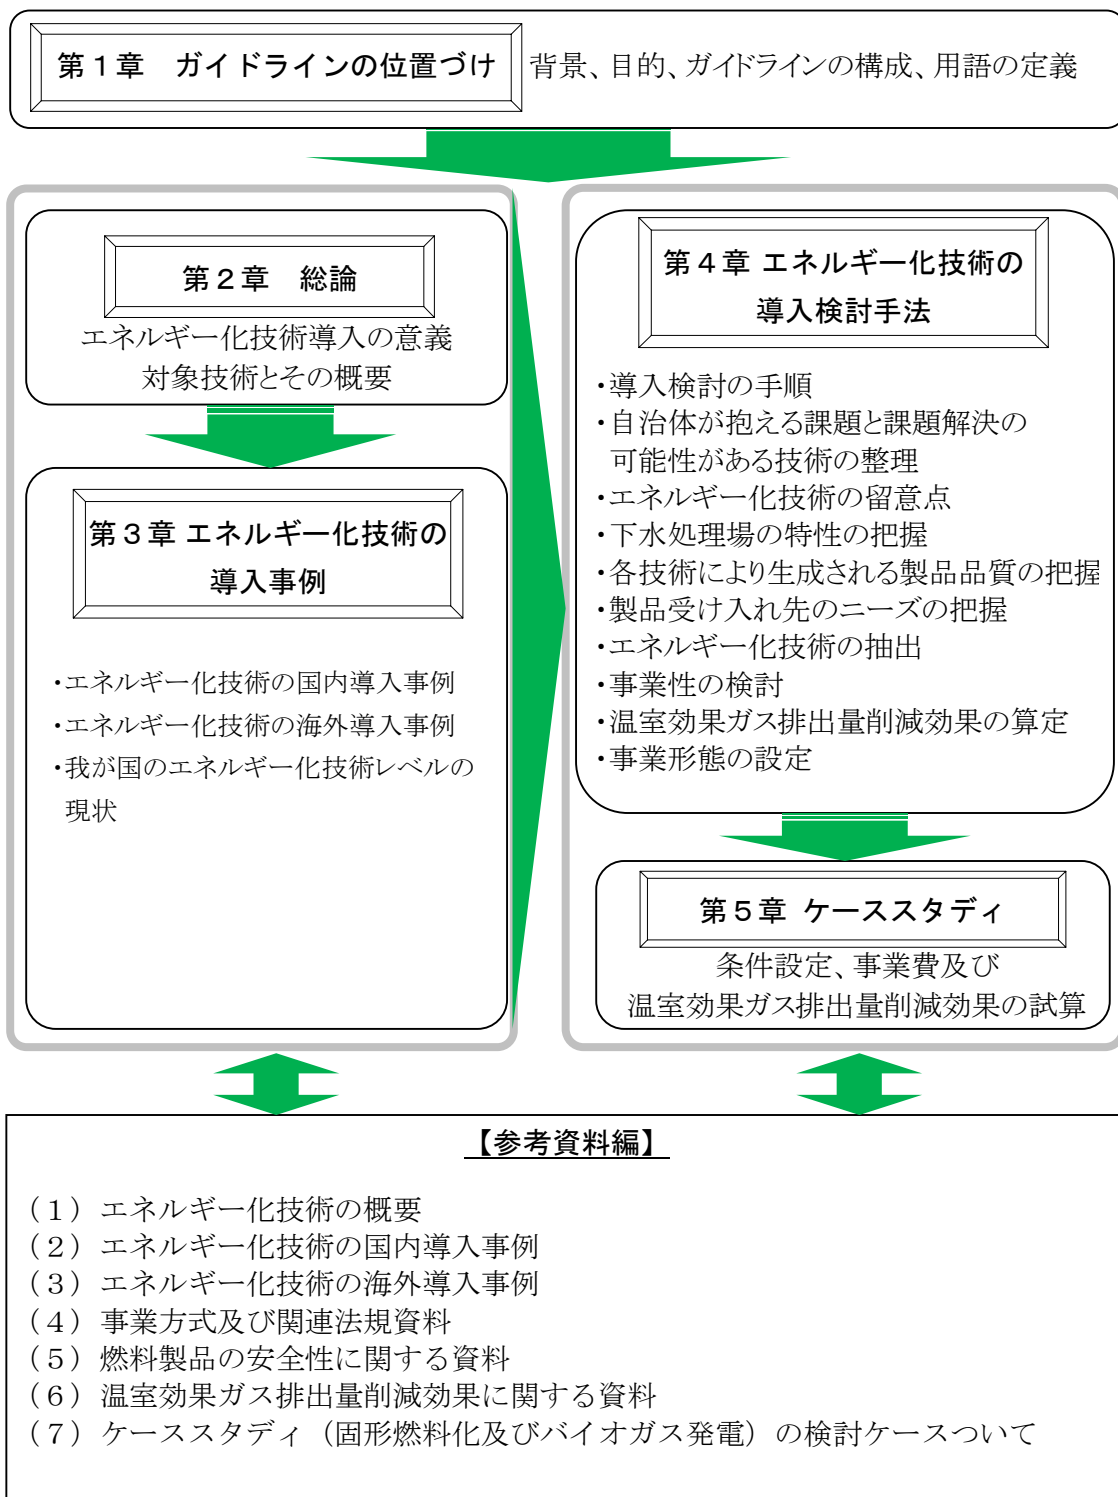 第１章　ガイドラインの位置づけ
背景、目的、ガイドラインの構成、用語の定義
第２章　総論
エネルギー化技術導入の意義
対象技術とその概要
第３章 エネルギー化技術の
導入事例
・エネルギー化技術の国内導入事例
・エネルギー化技術の海外導入事例
・我が国のエネルギー化技術レベルの
現状
第４章 エネルギー化技術の
導入検討手法
・導入検討の手順
・自治体が抱える課題と課題解決の
可能性がある技術の整理
・エネルギー化技術の留意点
・下水処理場の特性の把握
・各技術により生成される製品品質の把握
・製品受け入れ先のニーズの把握
・エネルギー化技術の抽出
・事業性の検討
・温室効果ガス排出量削減効果の算定
・事業形態の設定
第５章 ケーススタディ
条件設定、事業費及び
温室効果ガス排出量削減効果の試算
【参考資料編】
（１）エネルギー化技術の概要
（２）エネルギー化技術の国内導入事例
（３）エネルギー化技術の海外導入事例
（４）事業方式及び関連法規資料
（５）燃料製品の安全性に関する資料
（６）温室効果ガス排出量削減効果に関する資料
（７）ケーススタディ（固形燃料化及びバイオガス発電）の検討ケースついて